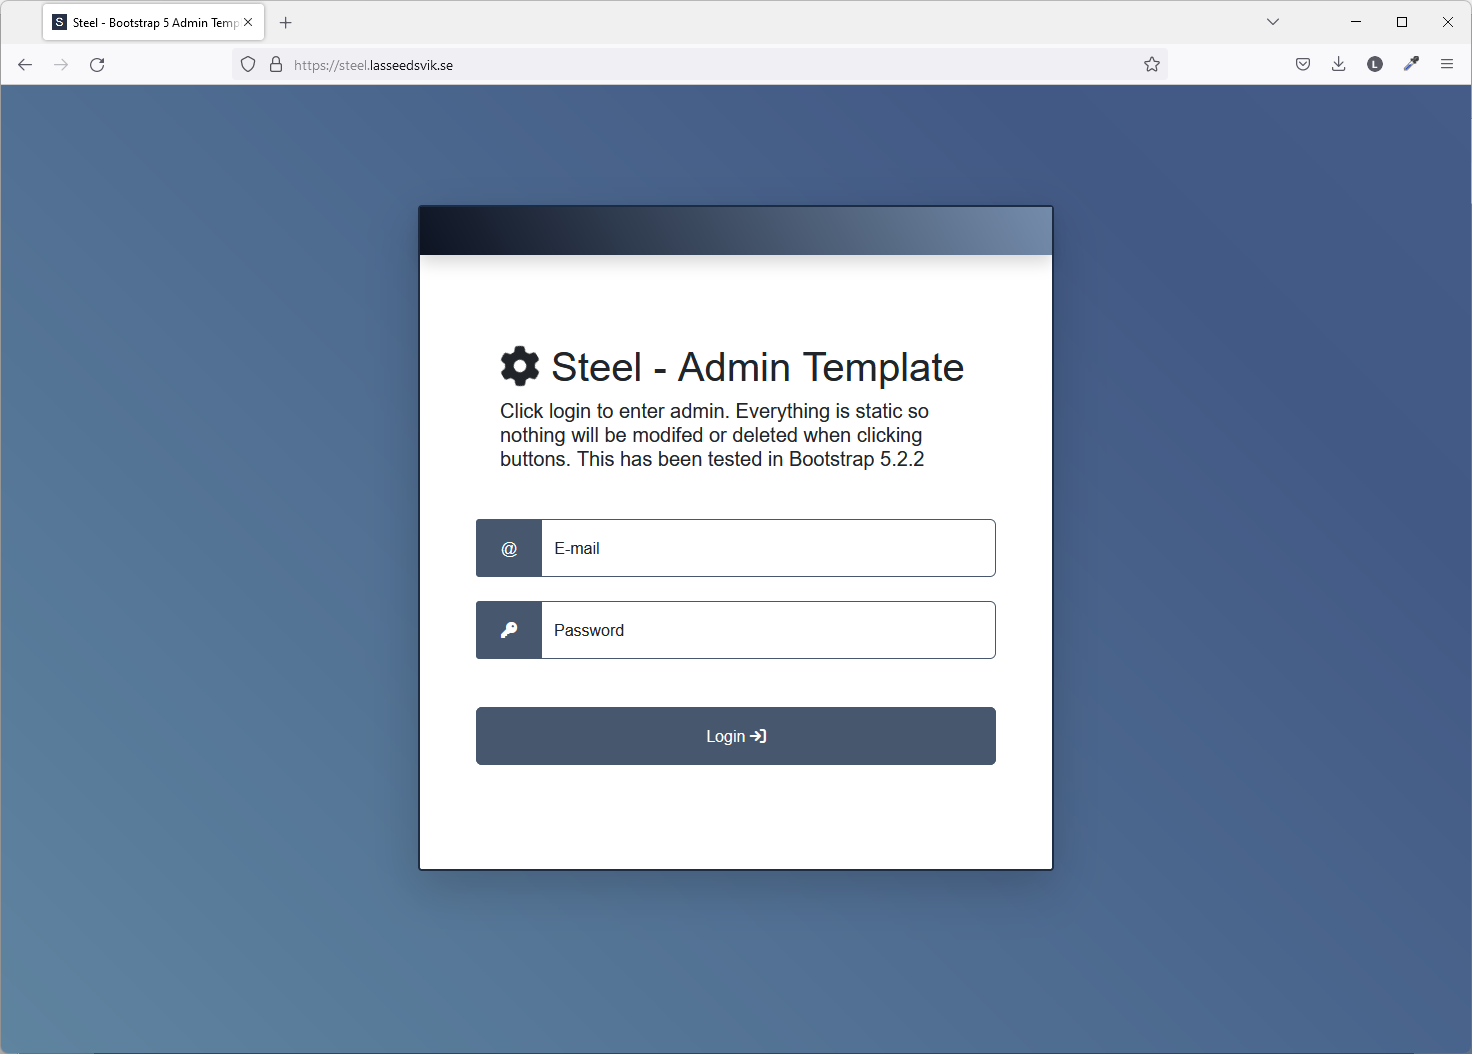 S Steel - Bootstrap 5 Admin Temp
https://steel.lasseedsvik.se
L
Steel - Admin Template
Click login to enter admin. Everything is static so
nothing will be modifed or deleted when clicking
buttons. This has been tested in Bootstrap 5.2.2
@ E-mail
Password
Login